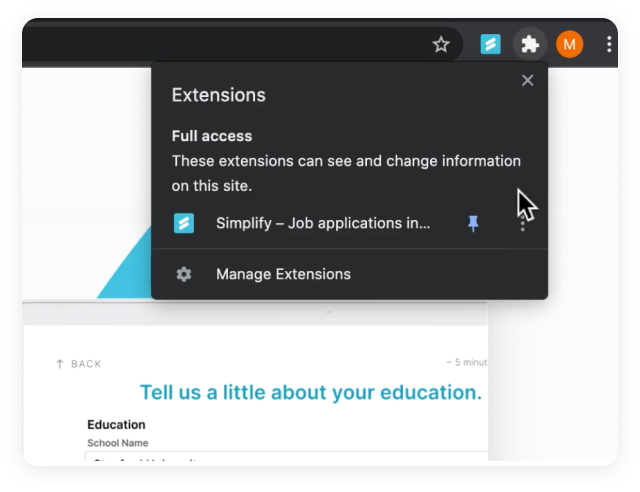 M
Extensions
Full access
These extensions can see and change information
on this site.
Simplify – Job applications in...
Manage Extensions
↑ BACK
~ 5 minut
Tell us a little about your education.
Education
School Name